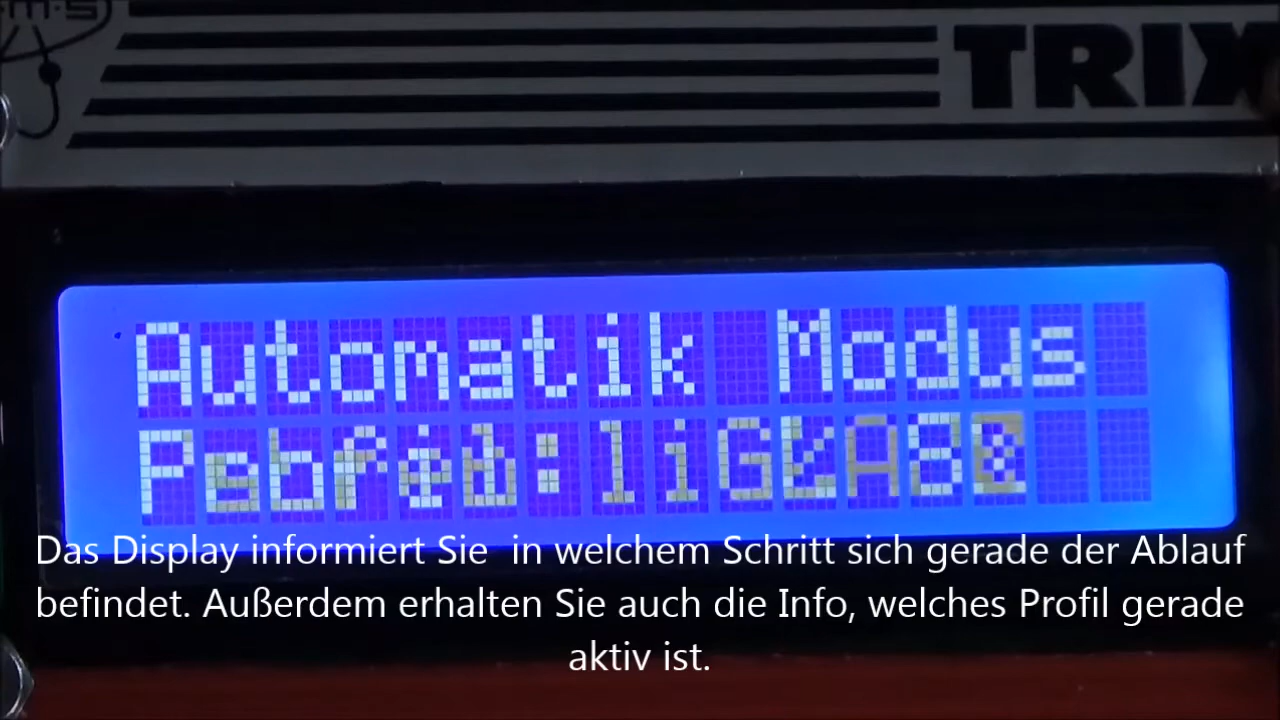 M·S
TRIX
Automatik Modus
Das Display informiert Sie  in welchem Schritt sich gerade der Ablauf
befindet. Außerdem erhalten Sie auch die Info, welches Profil gerade
aktiv ist.